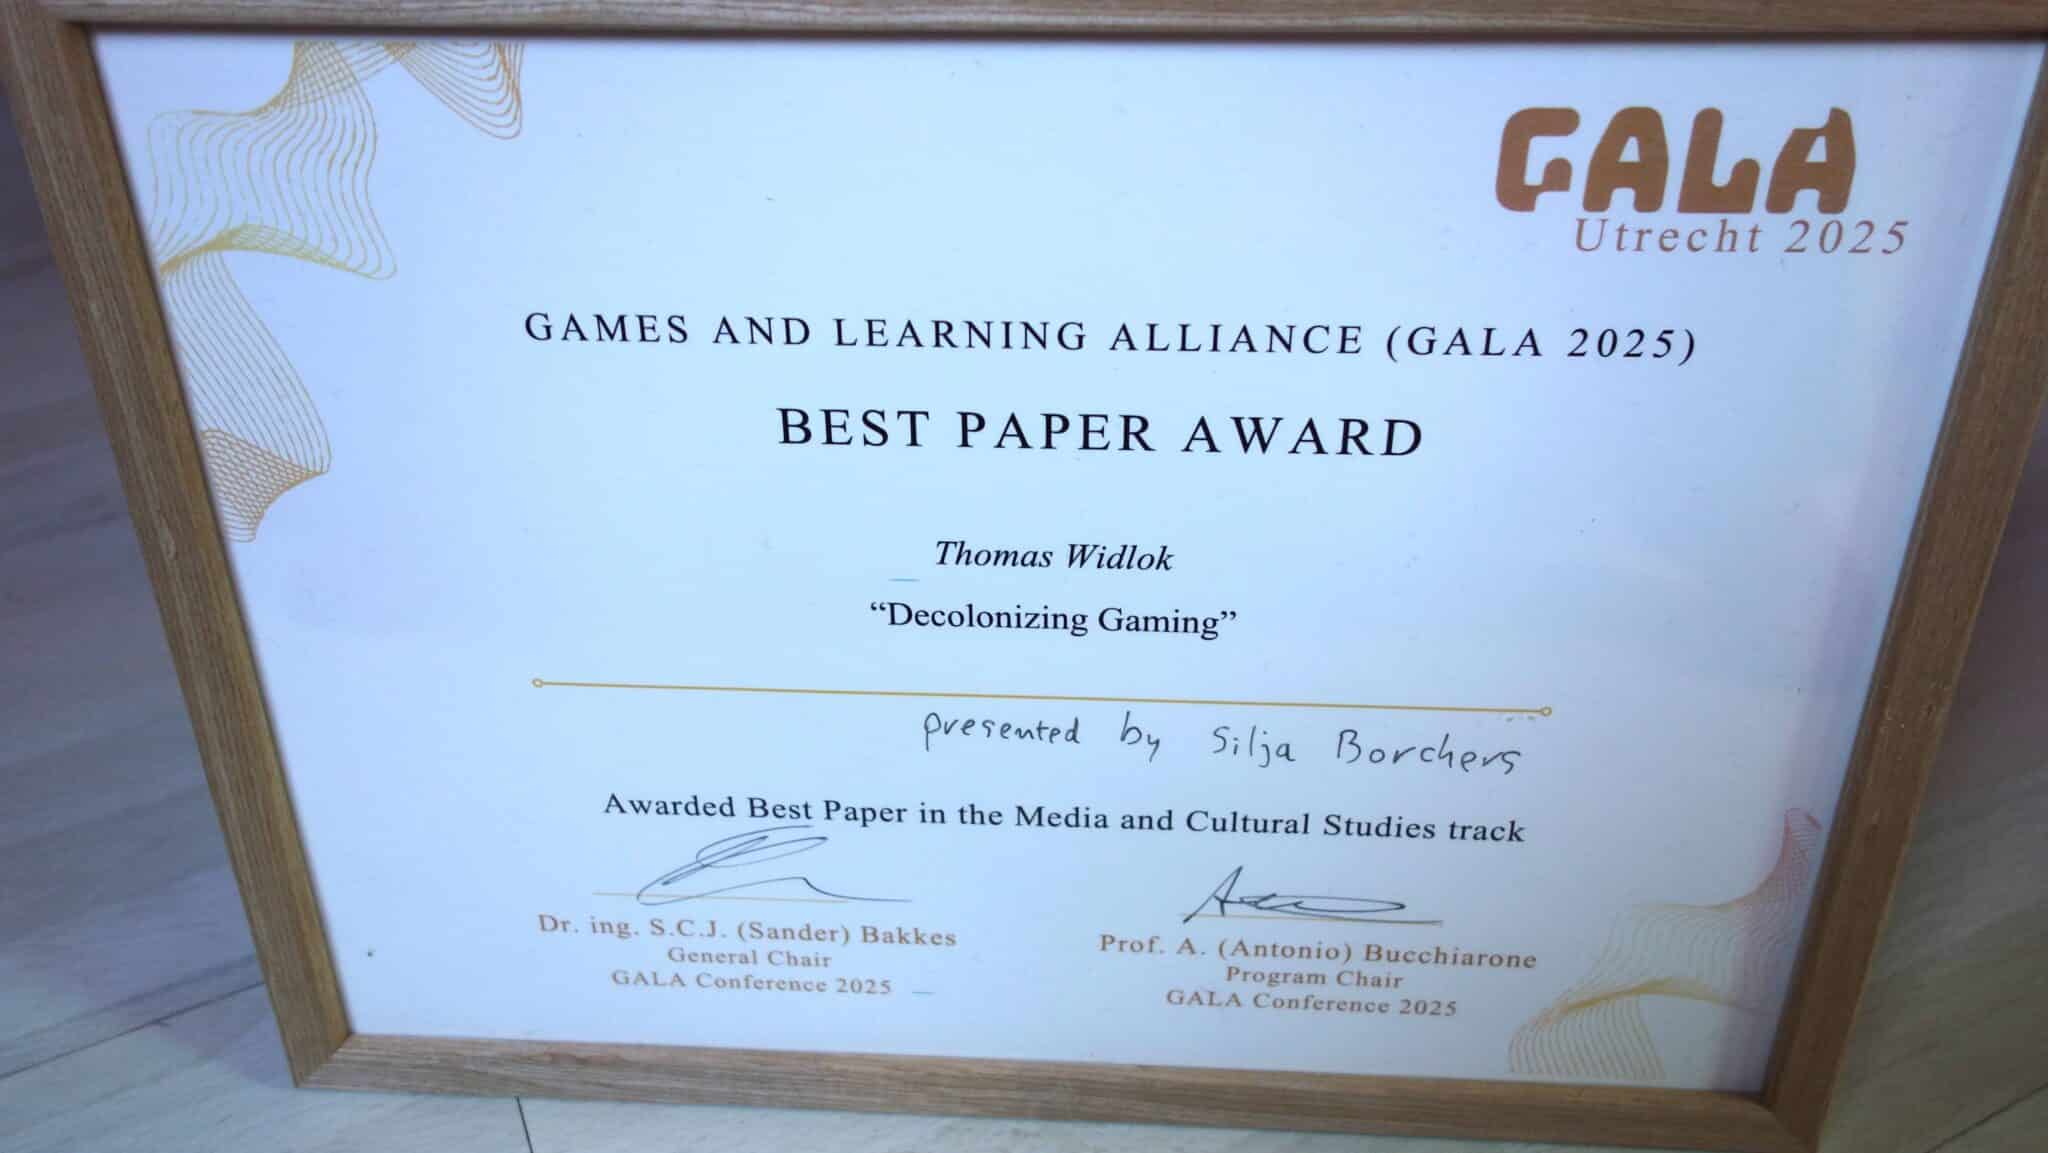 GALA
Utrecht 2025
GAMES AND LEARNING ALLIANCE (GALA 2025)
BEST PAPER AWARD
Thomas Widlok
“Decolonizing Gaming”
presented by Silja Borchers
Awarded Best Paper in the Media and Cultural Studies track
Dr. ing. S.C.J. (Sander) Bakkes
General Chair
GALA Conference 2025
Prof. A. (Antonio) Bucchiarone
Program Chair
GALA Conference 2025